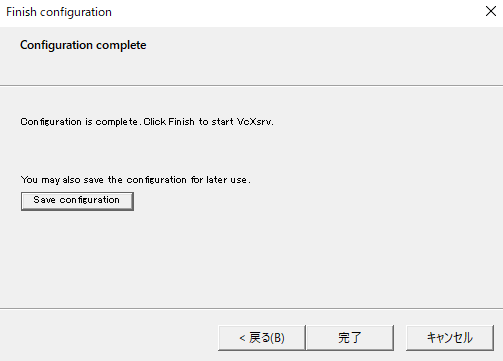 Finish configuration
Configuration complete
Configuration is complete. Click Finish to start VcXsrv.
You may also save the configuration for later use.
Save configuration
< 戻る(B)
完了
キャンセル